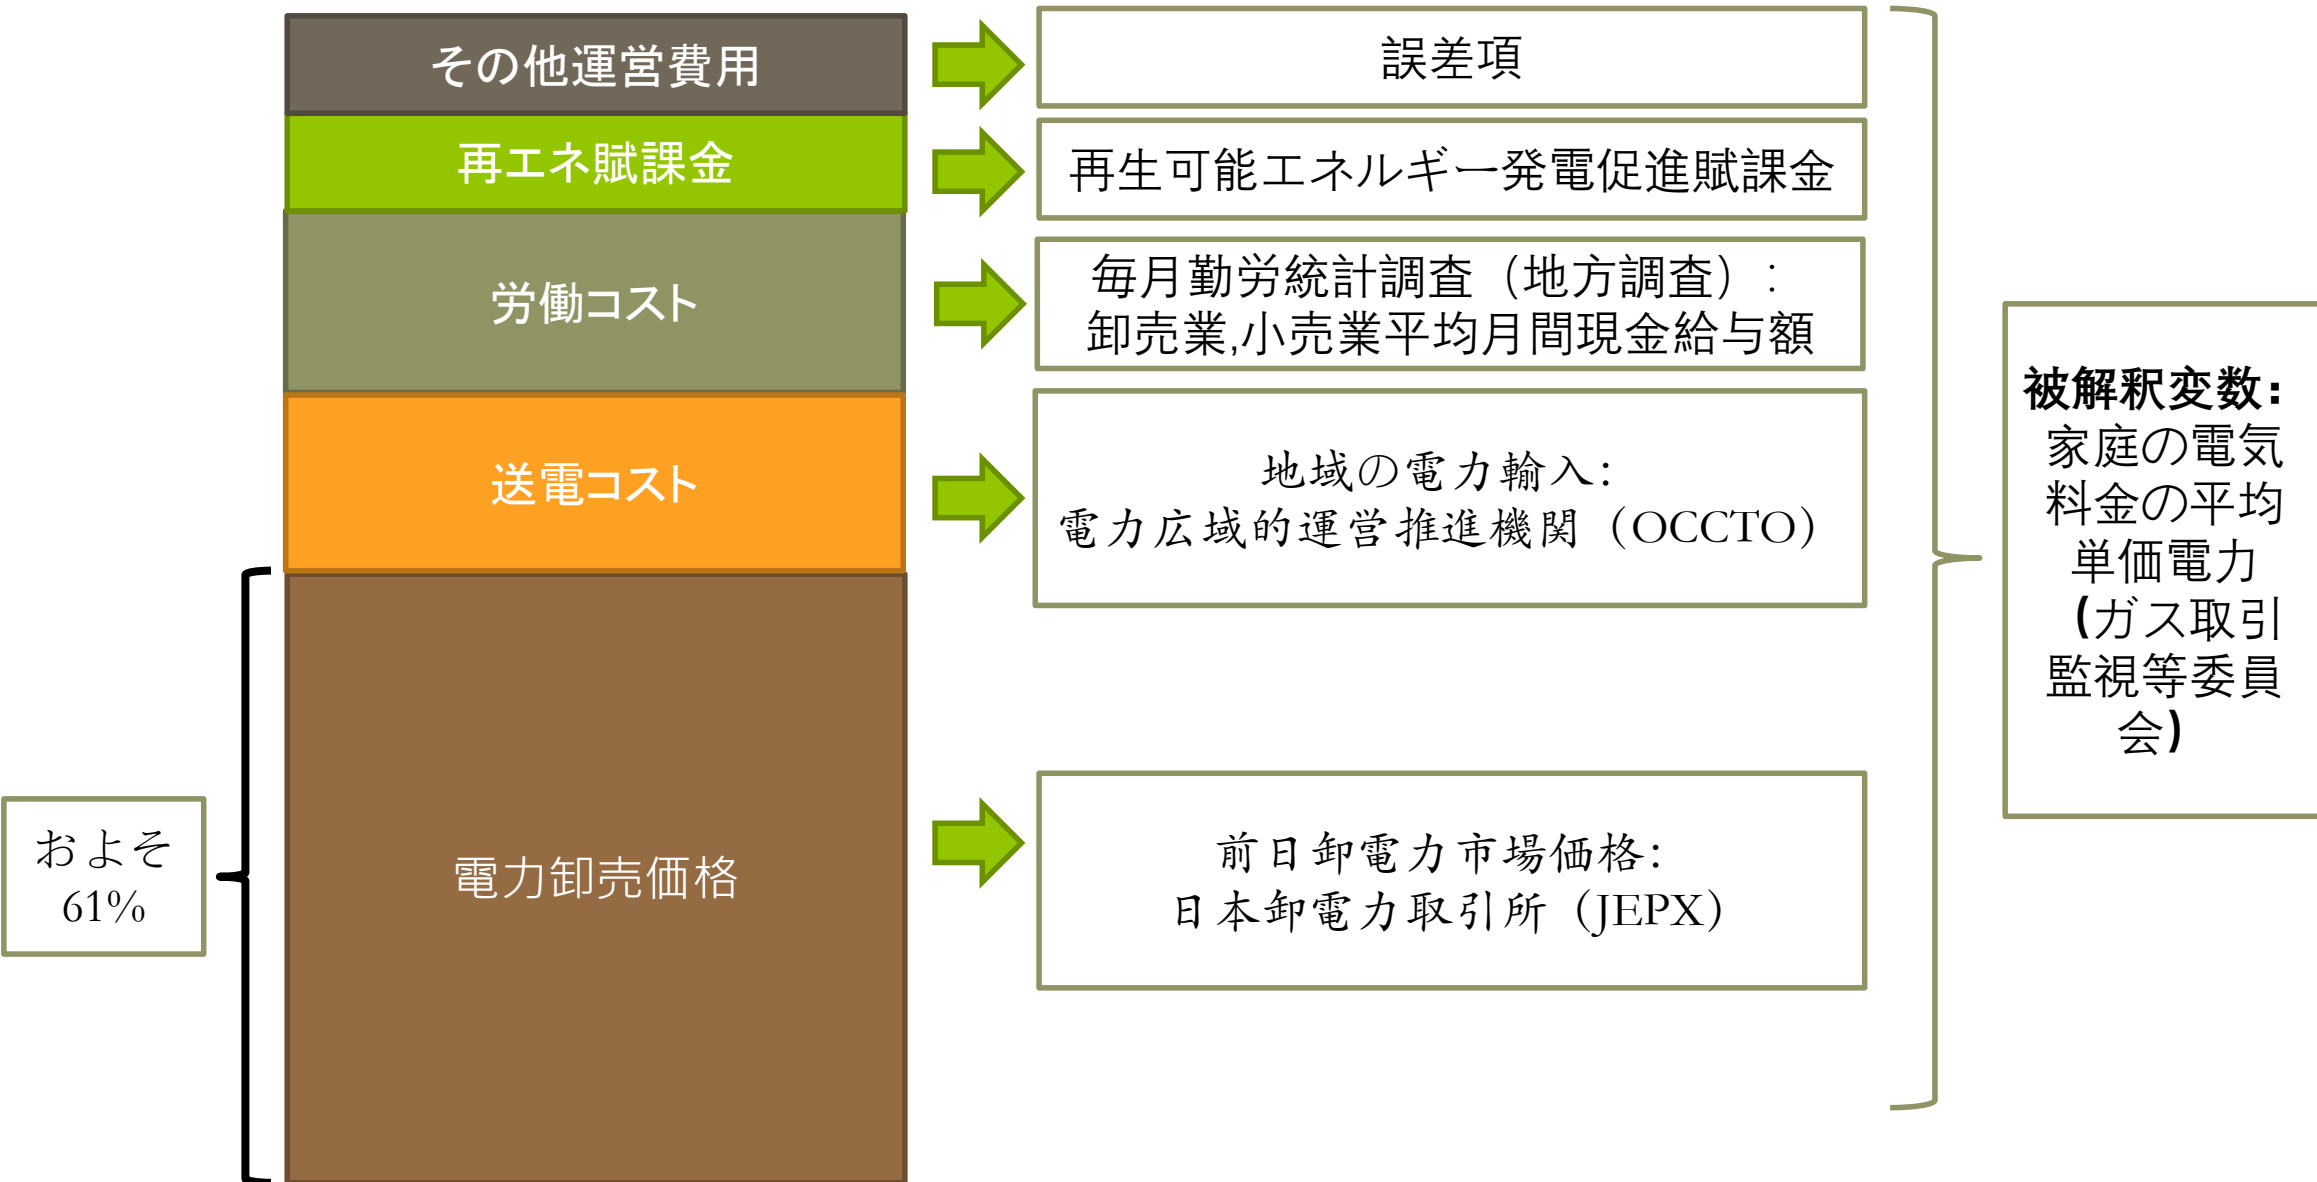 その他運営費用
誤差項
再エネ賦課金
再生可能エネルギー発電促進賦課金
労働コスト
毎月勤労統計調査（地方調査）:
卸売業,小売業平均月間現金給与額
送電コスト
地域の電力輸入:
電力広域的運営推進機関（OCCTO）
電力卸売価格
前日卸電力市場価格:
日本卸電力取引所（JEPX）
およそ
61%
被解釈変数:
家庭の電気
料金の平均
単価電力
(ガス取引
監視等委員
会)